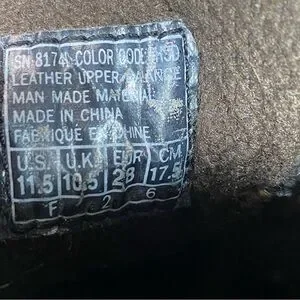 SN-8174
COLOR CODE
LEATHER UPPER/BALANCE
MAN MADE MATERIAL
MADE IN CHINA
FABRIQUE EN CHINE
U.S. U.K. EUR CM
11.5 10.5 28 17.5
F 2 6